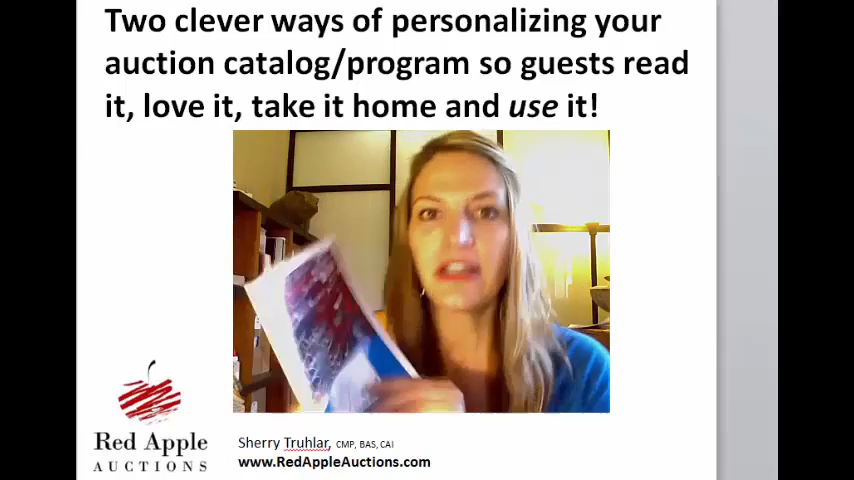 Two clever ways of personalizing your
auction catalog/program so guests read
it, love it, take it home and use it!
Red Apple
AUCTIONS
Sherry Truhlar, CMP, BAS, CAI
www.RedAppleAuctions.com